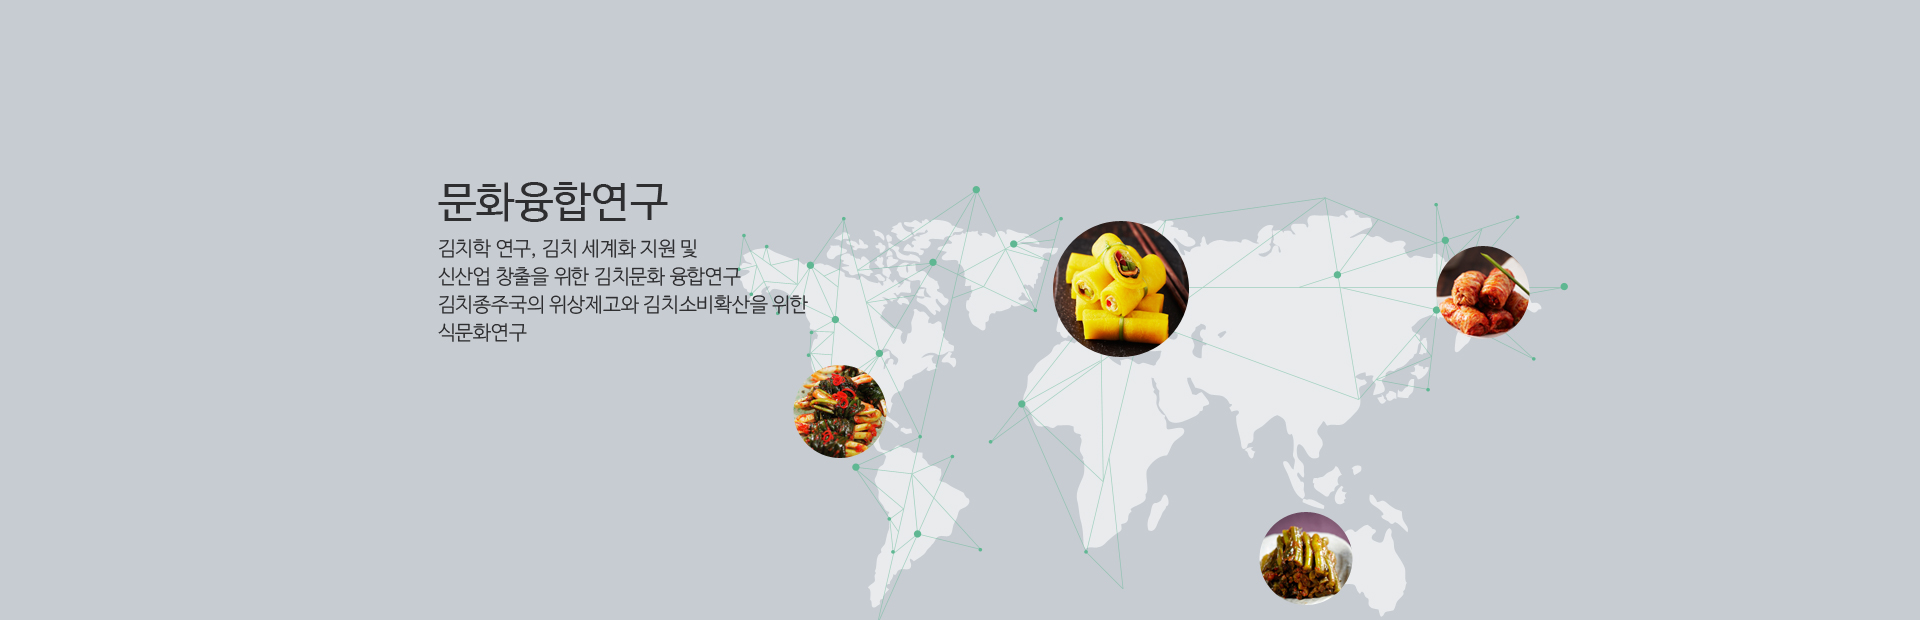 문화융합연구
김치학 연구, 김치 세계화 지원 및
신산업 창출을 위한 김치문화 융합연구
김치종주국의 위상제고와 김치소비확산을 위한
식문화연구